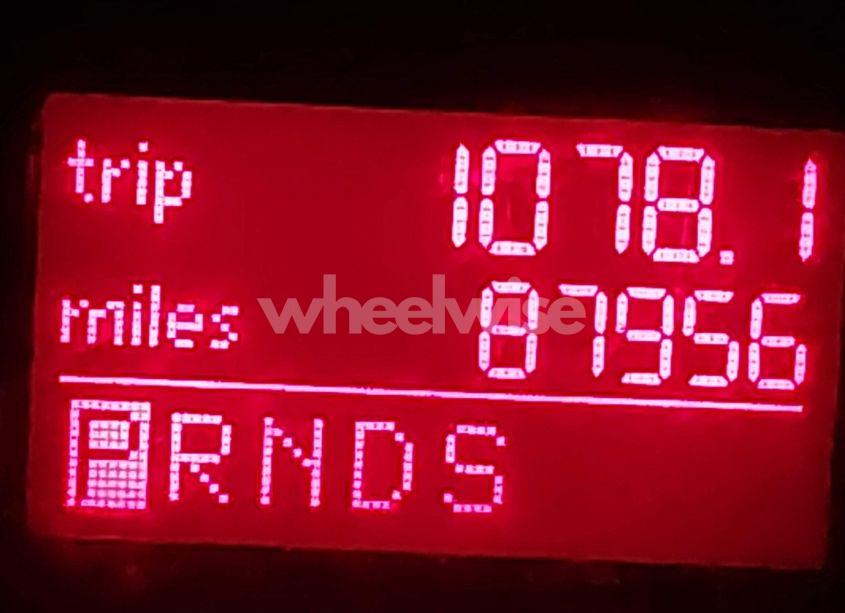 trip 1078.1
miles 87956
wheelwise
PRNDS